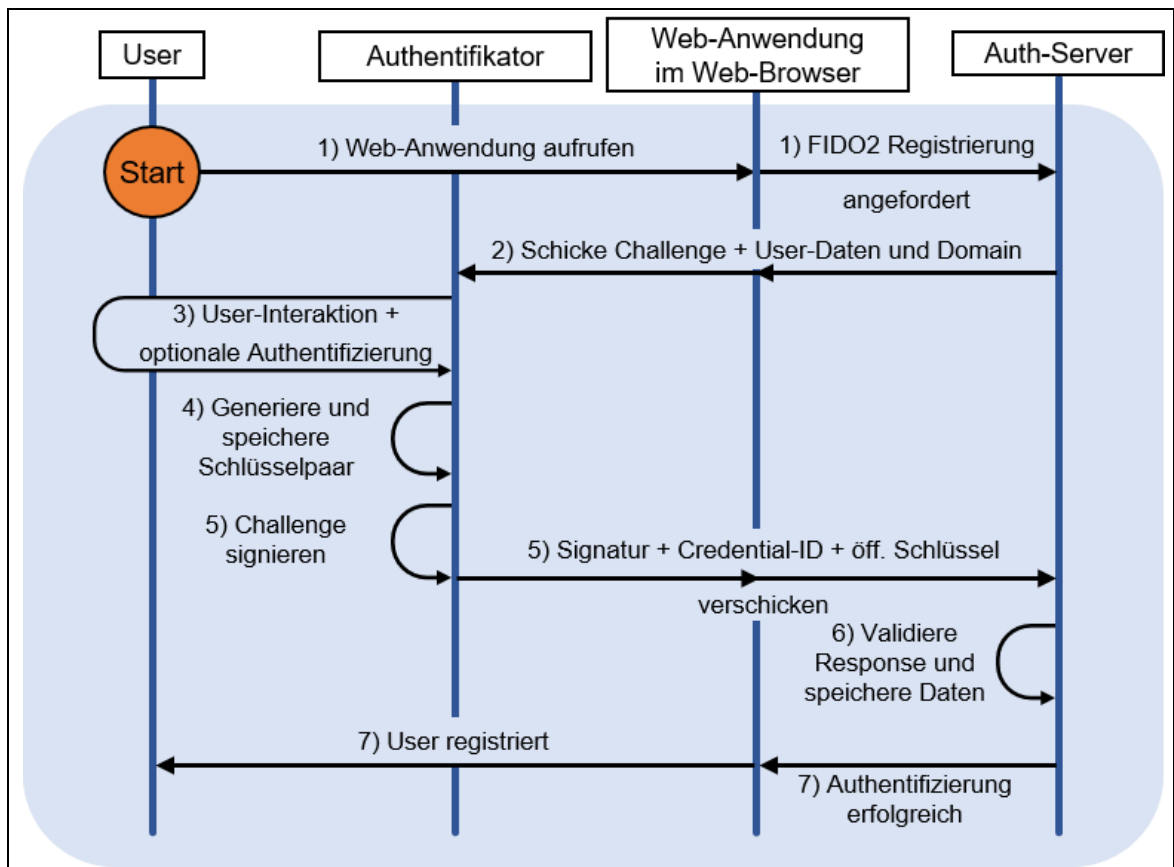 User
Authentifikator
Web-Anwendung
im Web-Browser
Auth-Server
Start
1) Web-Anwendung aufrufen
1) FIDO2 Registrierung
angefordert
2) Schicke Challenge + User-Daten und Domain
3) User-Interaktion +
optionale Authentifizierung
4) Generiere und
speichere
Schlüsselpaar
5) Challenge
signieren
5) Signatur + Credential-ID + öff. Schlüssel
verschicken
6) Validiere
Response und
speichere Daten
7) User registriert
7) Authentifizierung
erfolgreich